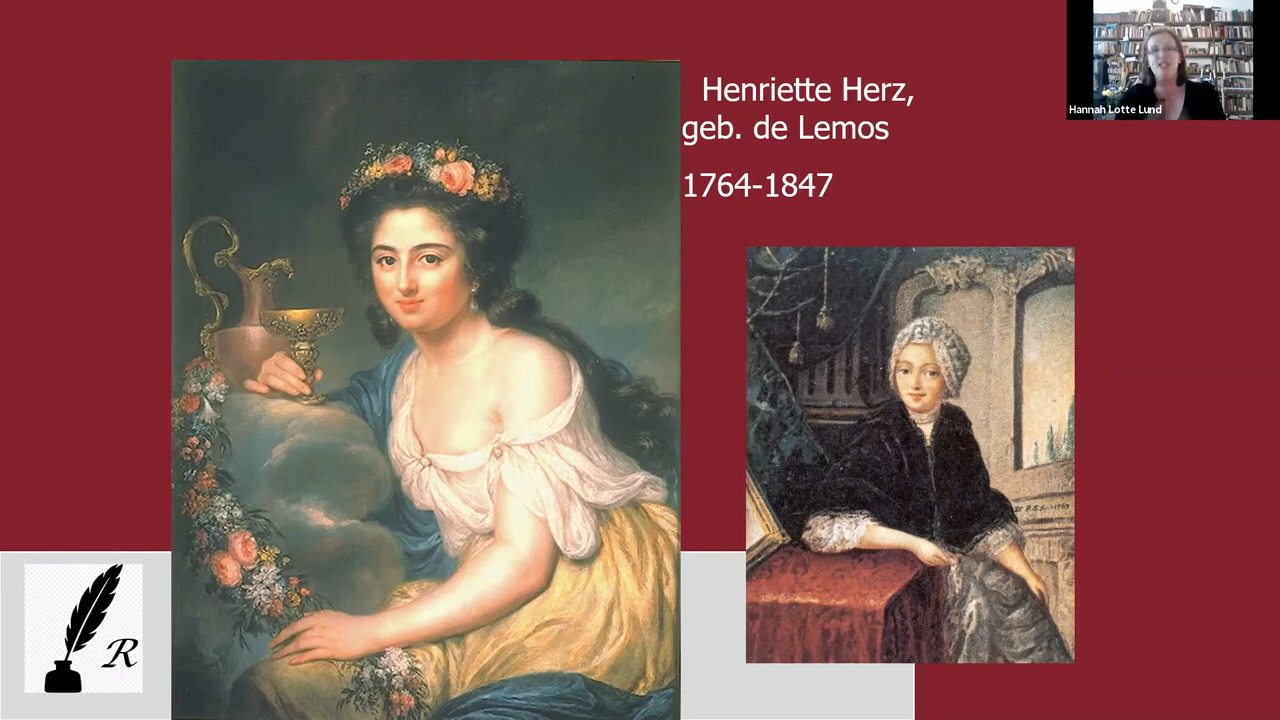 Henriette Herz,
geb. de Lemos
1764-1847
Hannah Lotte Lund
R